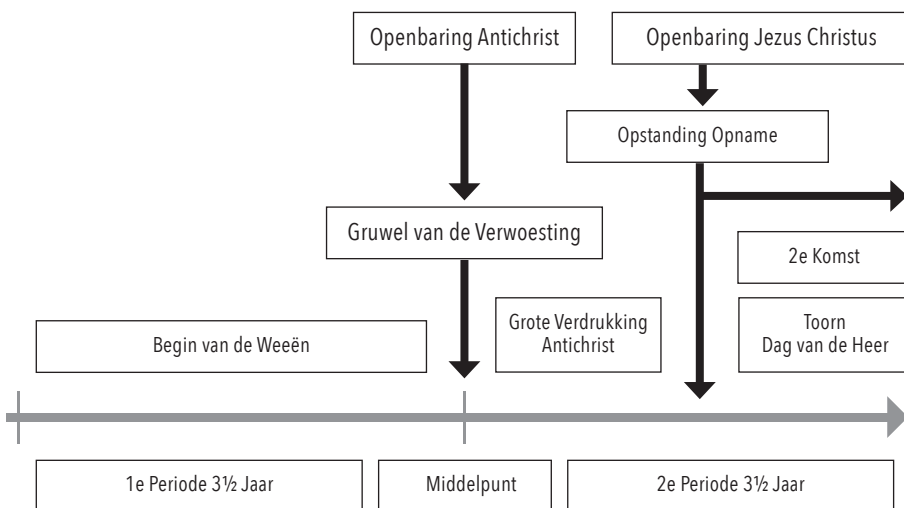 Openbaring Antichrist
Openbaring Jezus Christus
Opstanding Opname
Gruwel van de Verwoesting
2e Komst
Begin van de Weeën
Grote Verdrukking
Antichrist
Toorn
Dag van de Heer
1e Periode 3½ Jaar
Middelpunt
2e Periode 3½ Jaar